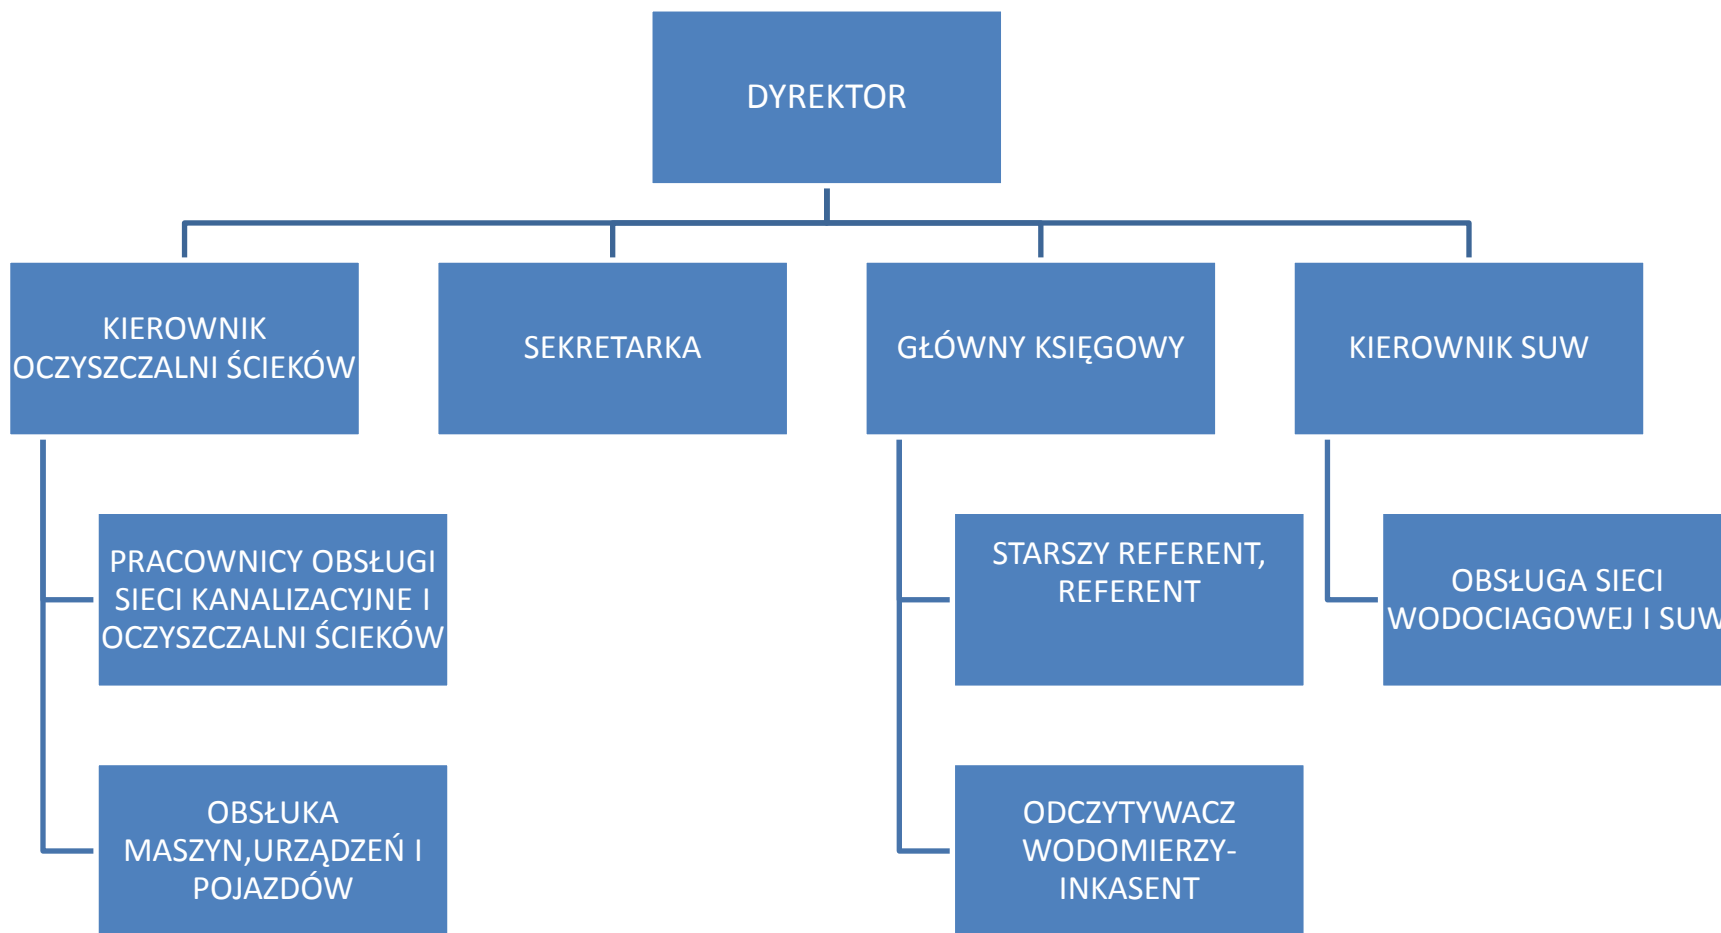 DYREKTOR
KIEROWNIK
OCZYSZCZALNI ŚCIEKÓW
SEKRETARKA
GŁÓWNY KSIĘGOWY
KIEROWNIK SUW
PRACOWNICY OBSŁUGI
SIECI KANALIZACYJNE I
OCZYSZCZALNI ŚCIEKÓW
STARSZY REFERENT,
REFERENT
OBSŁUGA SIECI
WODOCIAGOWEJ I SUW
OBSŁUKA
MASZYN,URZĄDZEŃ I
POJAZDÓW
ODCZYTYWACZ
WODOMIERZY-
INKASENT